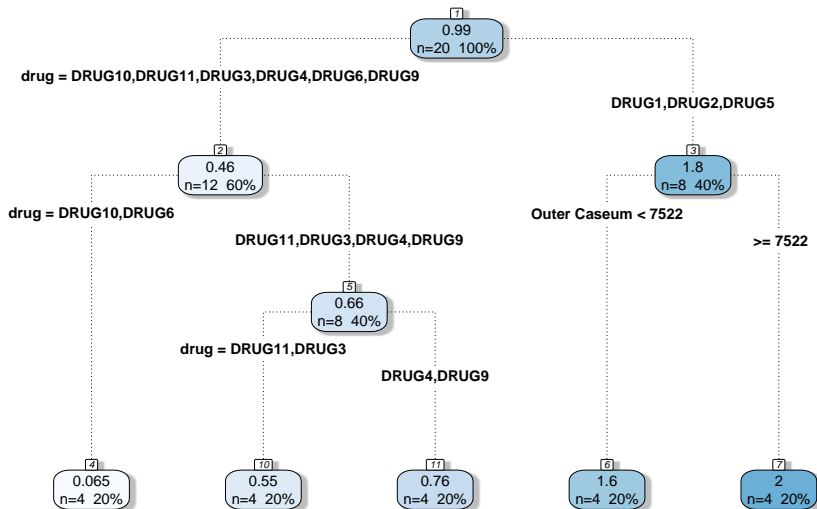 1
0.99
n=20 100%
drug = DRUG10,DRUG11,DRUG3,DRUG4,DRUG6,DRUG9
DRUG1,DRUG2,DRUG5
2
0.46
n=12 60%
3
1.8
n=8 40%
drug = DRUG10,DRUG6
DRUG11,DRUG3,DRUG4,DRUG9
Outer Caseum < 7522
>= 7522
5
0.66
n=8 40%
drug = DRUG11,DRUG3
DRUG4,DRUG9
4
0.065
n=4 20%
10
0.55
n=4 20%
11
0.76
n=4 20%
6
1.6
n=4 20%
7
2
n=4 20%